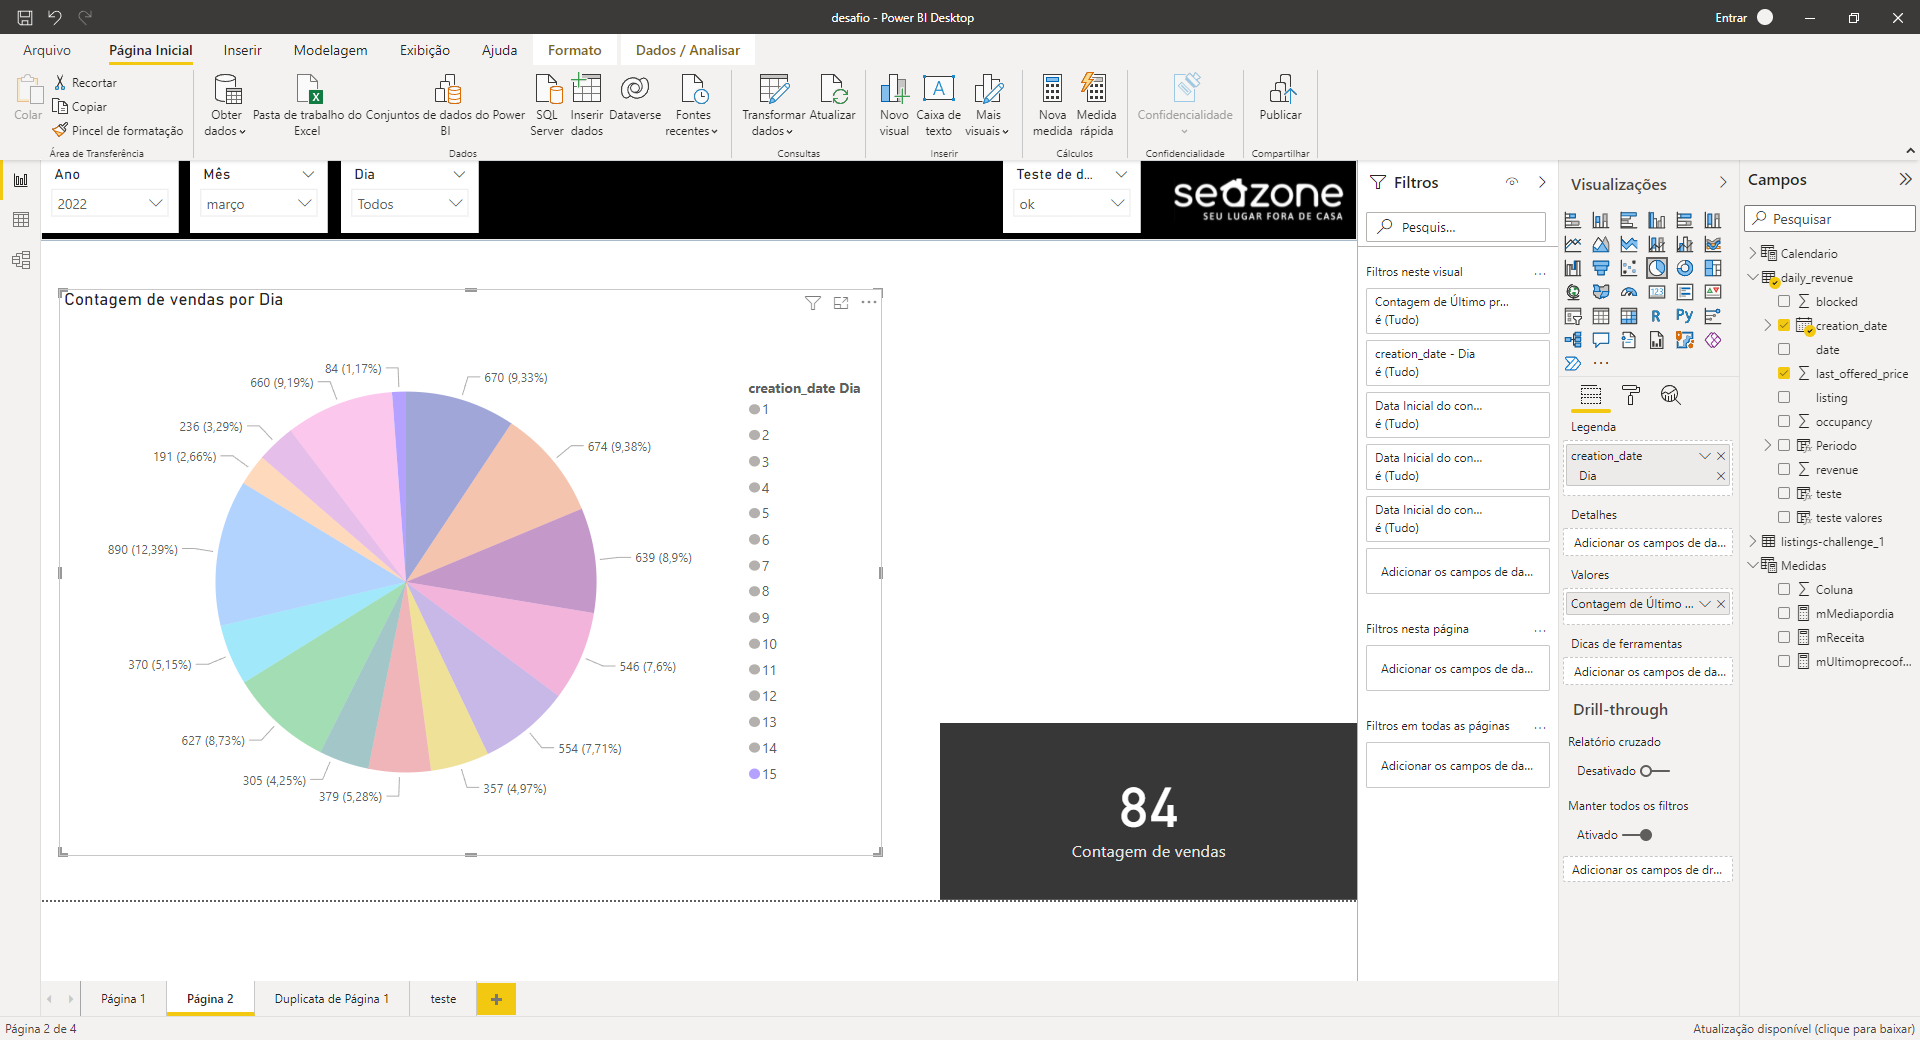 desafio - Power BI Desktop
Entrar
Arquivo
Página Inicial
Inserir
Modelagem
Exibição
Ajuda
Formato
Dados / Analisar
Colar
Recortar
Copiar
Pincel de formatação
Área de Transferência
Obter
dados
Pasta de trabalho do
Excel
Conjuntos de dados do Power
BI
SQL
Server
Inserir
dados
Dataverse
Fontes
recentes
Dados
Transformar
dados
Atualizar
Consultas
Novo
visual
Caixa de
texto
Mais
visuais
Inserir
Nova
medida
Medida
rápida
Cálculos
Confidencialidade
Confidencialidade
Publicar
Compartilhar
Ano
2022
Mês
março
Dia
Todos
Teste de d...
ok
seazone
SEU LUGAR FORA DE CASA
Contagem de vendas por Dia
84 (1,17%)
670 (9,33%)
660 (9,19%)
236 (3,29%)
674 (9,38%)
191 (2,66%)
890 (12,39%)
639 (8,9%)
370 (5,15%)
546 (7,6%)
627 (8,73%)
554 (7,71%)
305 (4,25%)
379 (5,28%)
357 (4,97%)
creation_date Dia
1
2
3
4
5
6
7
8
9
10
11
12
13
14
15
84
Contagem de vendas
Filtros
Pesquis...
Filtros neste visual
...
Contagem de Último pr...
é (Tudo)
creation_date - Dia
é (Tudo)
Data Inicial do con...
é (Tudo)
Data Inicial do con...
é (Tudo)
Data Inicial do con...
é (Tudo)
Adicionar os campos de da...
Filtros nesta página
...
Adicionar os campos de da...
Filtros em todas as páginas
...
Adicionar os campos de da...
Visualizações
R
Py
...
Legenda
creation_date
Dia
Detalhes
Adicionar os campos de da...
Valores
Contagem de Último ...
Dicas de ferramentas
Adicionar os campos de da...
Drill-through
Relatório cruzado
Desativado
Manter todos os filtros
Ativado
Adicionar os campos de dr...
Campos
Pesquisar
Calendario
daily_revenue
blocked
creation_date
date
last_offered_price
listing
occupancy
Periodo
revenue
teste
teste valores
listings-challenge_1
Medidas
Coluna
mMediapordia
mReceita
mUltimoprecoof...
Página 1
Página 2
Duplicata de Página 1
teste
Página 2 de 4
Atualização disponível (clique para baixar)